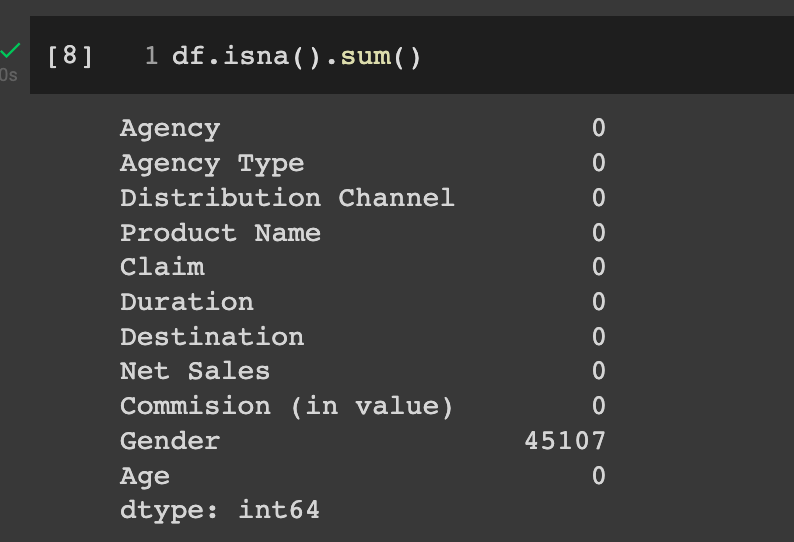 [8] 1 df.isna().sum()
0s
Agency 0
Agency Type 0
Distribution Channel 0
Product Name 0
Claim 0
Duration 0
Destination 0
Net Sales 0
Commision (in value) 0
Gender 45107
Age 0
dtype: int64